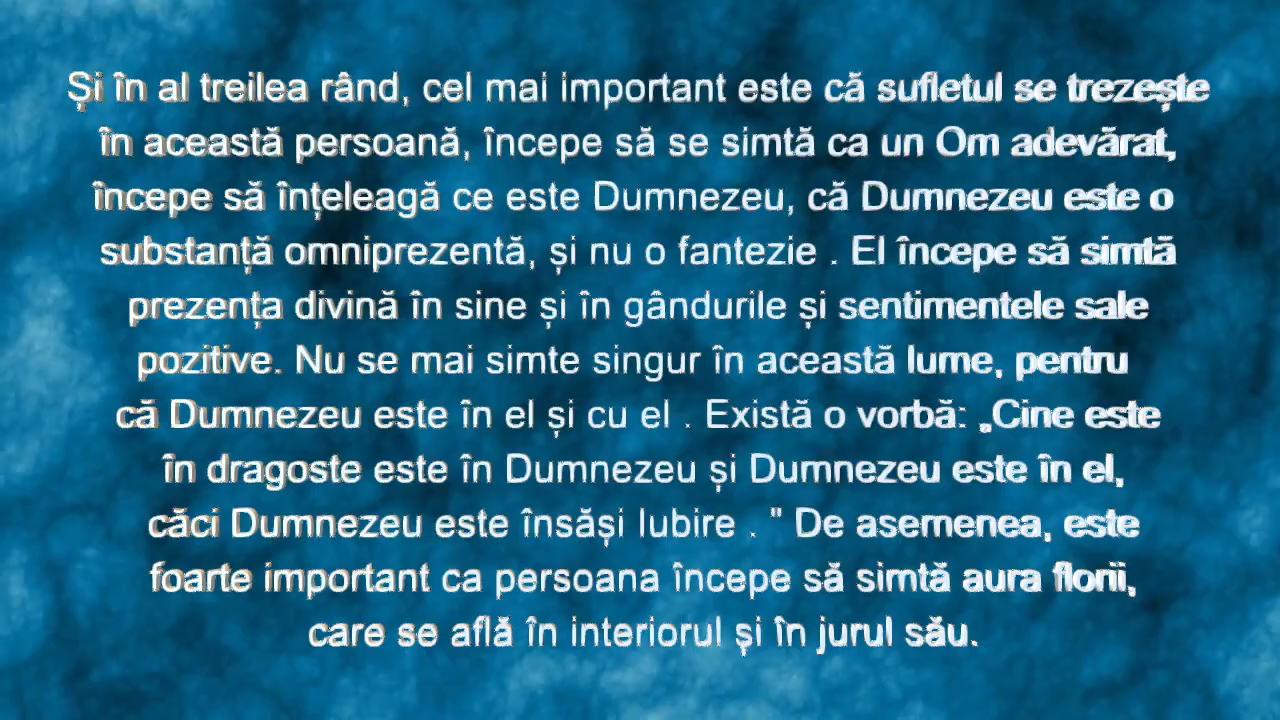 Și în al treilea rând, cel mai important este că sufletul se trezește
în această persoană, începe să se simtă ca un Om adevărat,
începe să înțeleagă ce este Dumnezeu, că Dumnezeu este o
substanță omniprezentă, și nu o fantezie . El începe să simtă
prezența divină în sine și în gândurile și sentimentele sale
pozitive. Nu se mai simte singur în această lume, pentru
că Dumnezeu este în el și cu el . Există o vorbă: „Cine este
în dragoste este în Dumnezeu și Dumnezeu este în el,
căci Dumnezeu este însăși Iubire . " De asemenea, este
foarte important ca persoana începe să simtă aura florii,
care se află în interiorul și în jurul său.